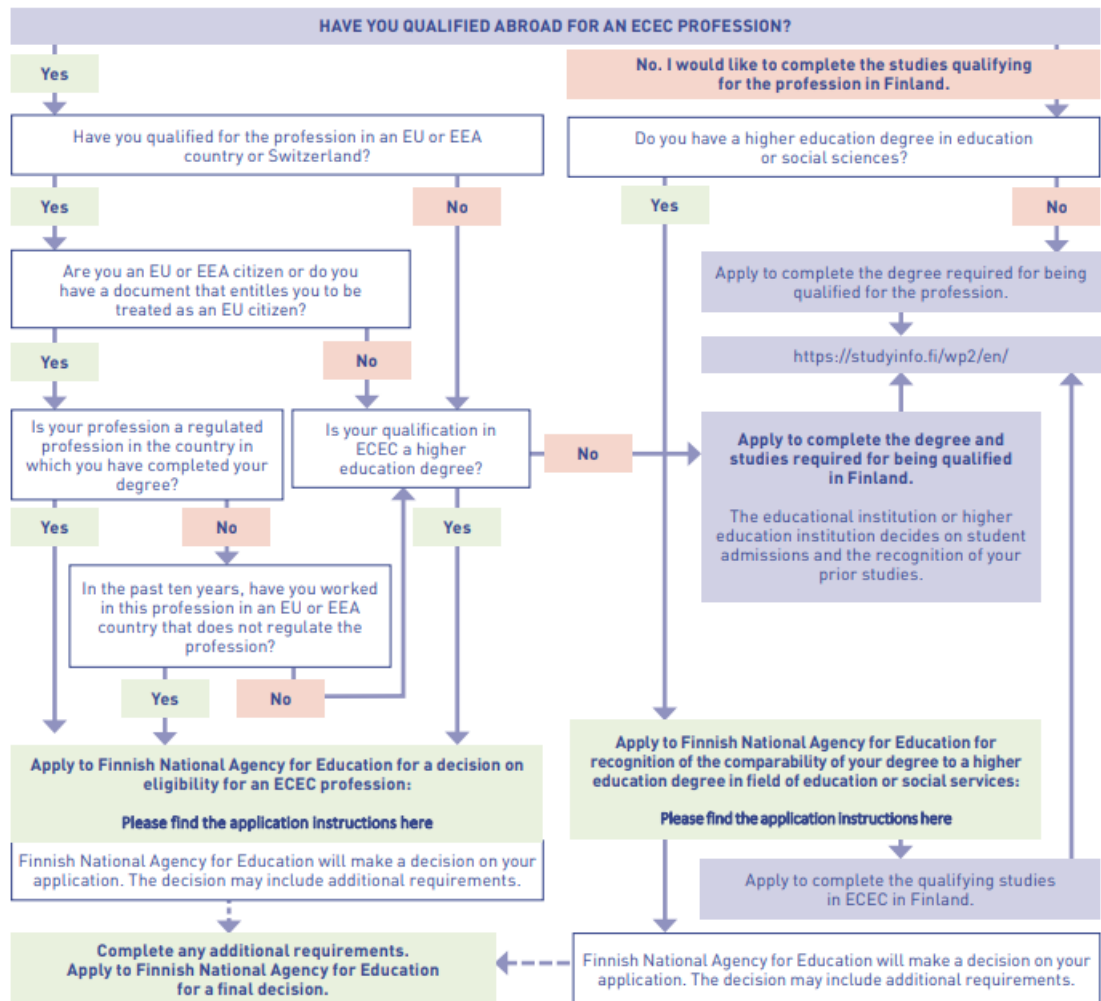 HAVE YOU QUALIFIED ABROAD FOR AN ECEC PROFESSION?
Yes
No. I would like to complete the studies qualifying
for the profession in Finland.
Have you qualified for the profession in an EU or EEA
country or Switzerland?
Do you have a higher education degree in education
or social sciences?
Yes
No
Yes
No
Are you an EU or EEA citizen or do you
have a document that entitles you to be
treated as an EU citizen?
Apply to complete the degree required for being
qualified for the profession.
Yes
No
https://studyinfo.fi/wp2/en/
Is your profession a regulated
profession in the country in
which you have completed your
degree?
Is your qualification in
ECEC a higher
education degree?
No
Apply to complete the degree and
studies required for being qualified
in Finland.
The educational institution or higher
education institution decides on student
admissions and the recognition of your
prior studies.
Yes
No
Yes
In the past ten years, have you worked
in this profession in an EU or EEA
country that does not regulate the
profession?
Yes
No
Apply to Finnish National Agency for Education for a decision on
eligibility for an ECEC profession:
Please find the application instructions here
Finnish National Agency for Education will make a decision on your
application. The decision may include additional requirements.
Apply to Finnish National Agency for Education for
recognition of the comparability of your degree to a higher
education degree in field of education or social services:
Please find the application instructions here
Apply to complete the qualifying studies
in ECEC in Finland.
Complete any additional requirements.
Apply to Finnish National Agency for Education
for a final decision.
Finnish National Agency for Education will make a decision on your
application. The decision may include additional requirements.